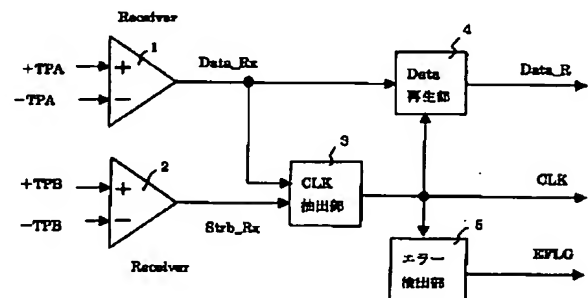 Receiver
1
+TPA
+
Data_Rx
-TPA
−
4
Data
再生部
Data_R
3
CLK
抽出部
CLK
2
+TPB
+
-TPB
−
Strb_Rx
Receiver
5
エラー
検出部
EFLG